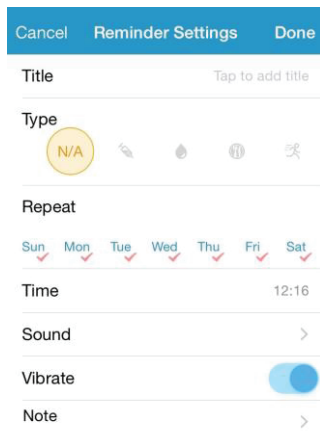 Cancel Reminder Settings Done
Title Tap to add title
Type
N/A
Repeat
Sun Mon Tue Wed Thu Fri Sat
Time 12:16
Sound
Vibrate
Note